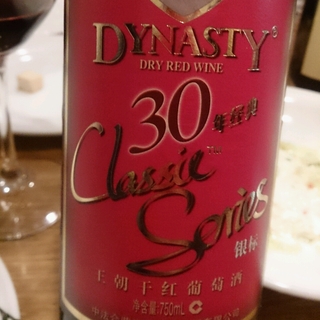 DYNASTY®
DRY RED WINE
30年经典
Classic™
Series
银标
王朝干红葡萄酒
净含量:750mL